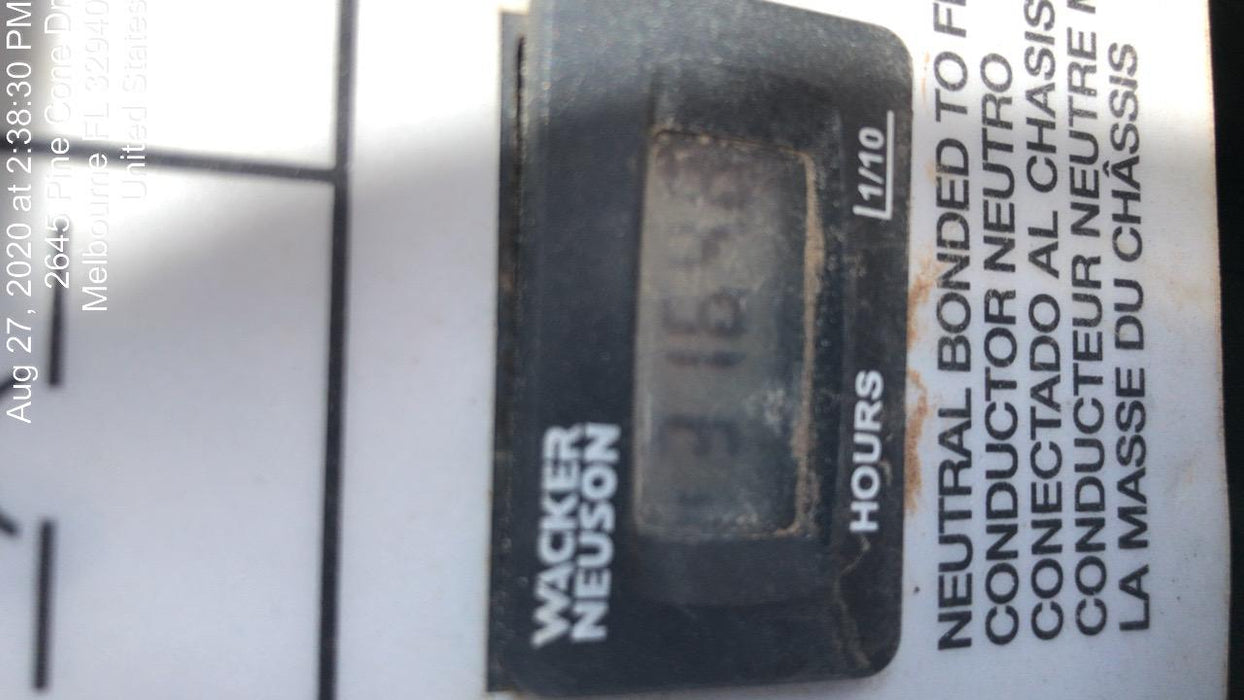 Aug 27, 2020 at 2:38:30 PM
2645 Pine Cone Dr
Melbourne FL 32940
United States
WACKER
NEUSON
HOURS 1/10
NEUTRAL BONDED TO
CONDUCTOR NEUTRO
CONECTADO AL CHASIS
CONDUCTEUR NEUTRE
LA MASSE DU CHÂSSIS